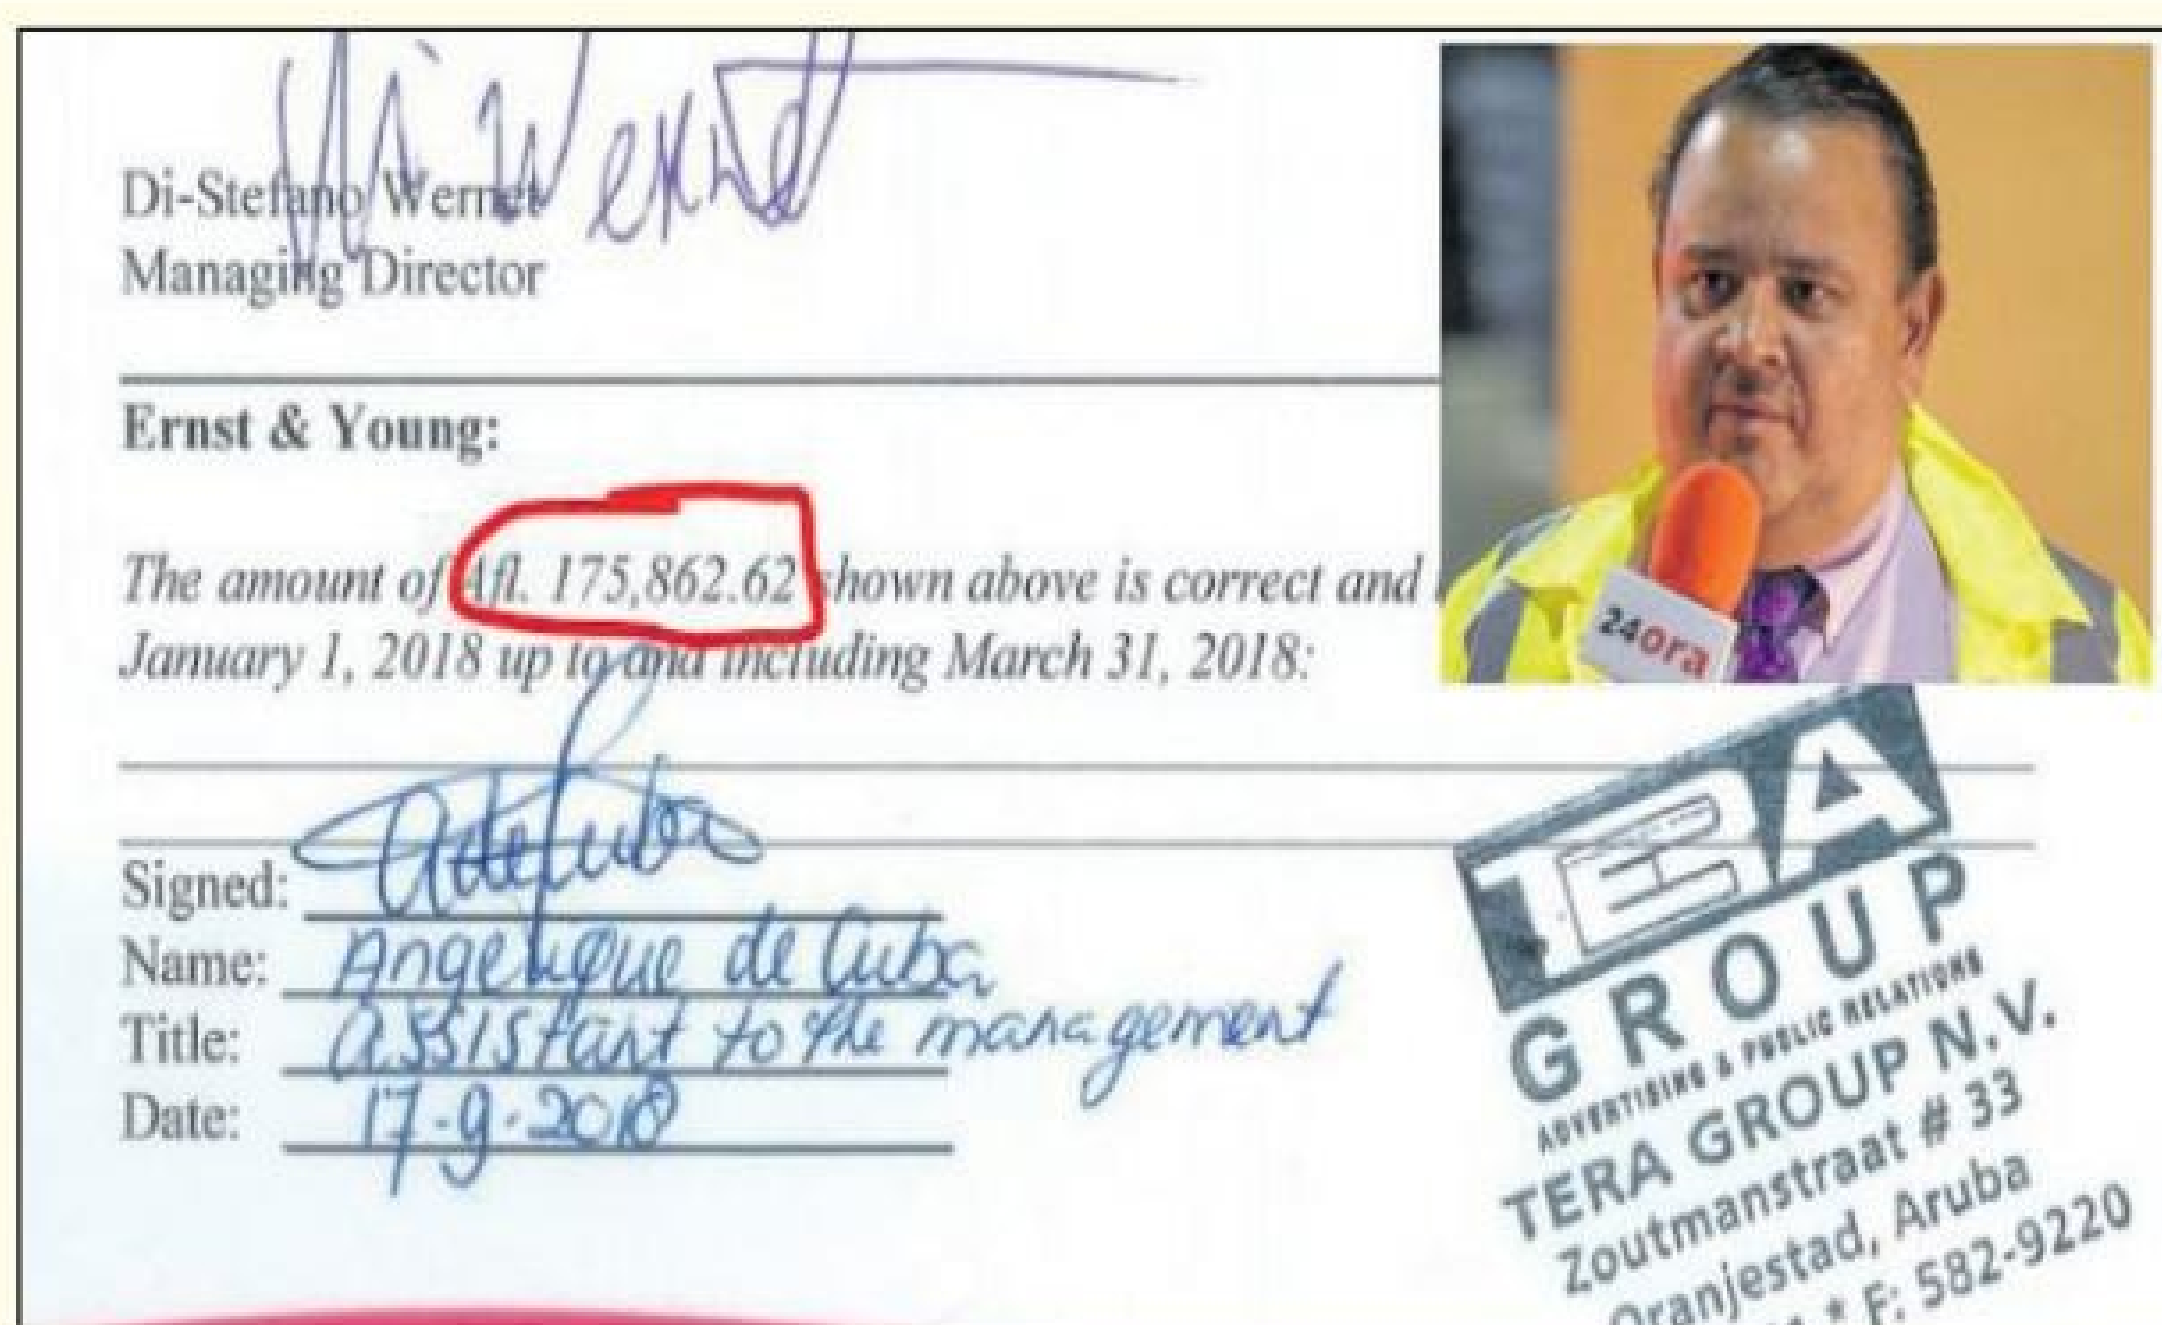 Di-Stefano Wernet
Managing Director
Ernst & Young:
The amount of Afl. 175,862.62 shown above is correct and
January 1, 2018 up to and including March 31, 2018:
Signed: AdeCuba
Name: Angelique de Cuba
Title: assistant to the management
Date: 17-9-2018
24ora
TERA
GROUP
ADVERTISING & PUBLIC RELATIONS
TERA GROUP N.V.
Zoutmanstraat # 33
Oranjestad, Aruba
* F: 582-9220